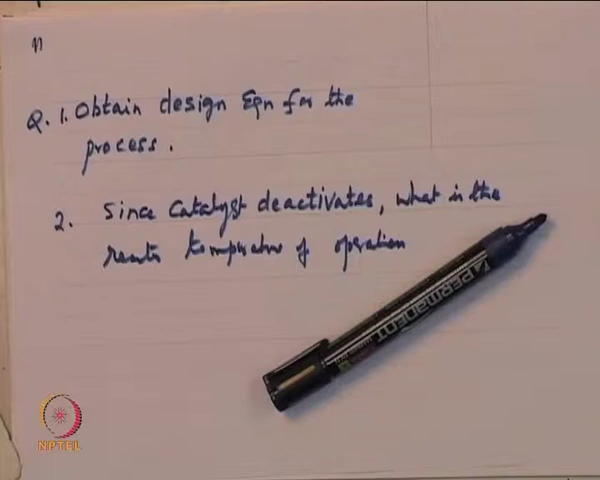 n
Q. 1. Obtain design Eqn for the
process.
2. Since Catalyst deactivates, what is the
temperature of operation
PERMANENT
NPTEL